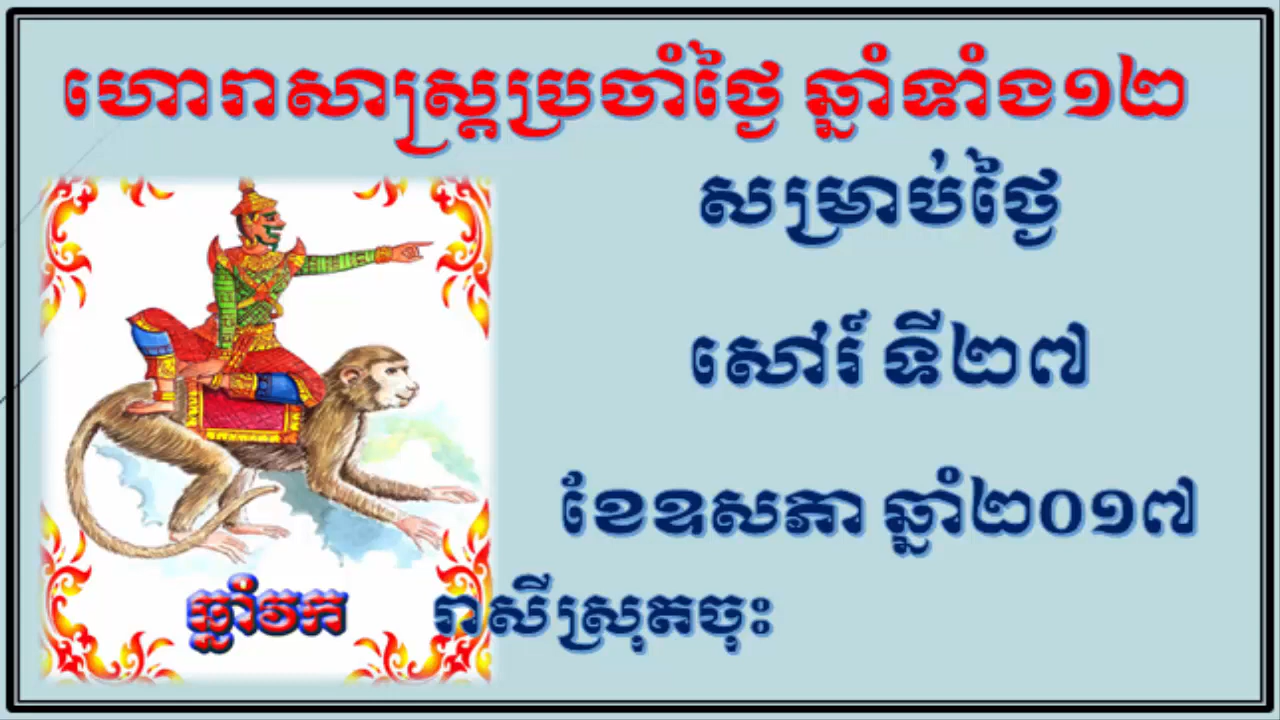 ហោរាសាស្ត្រប្រចាំថ្ងៃ ឆ្នាំទាំង១២
សម្រាប់ថ្ងៃ
សៅរ៍ ទី២៧
ខែឧសភា ឆ្នាំ២០១៧
ឆ្នាំវក
រាសីស្រុតចុះ